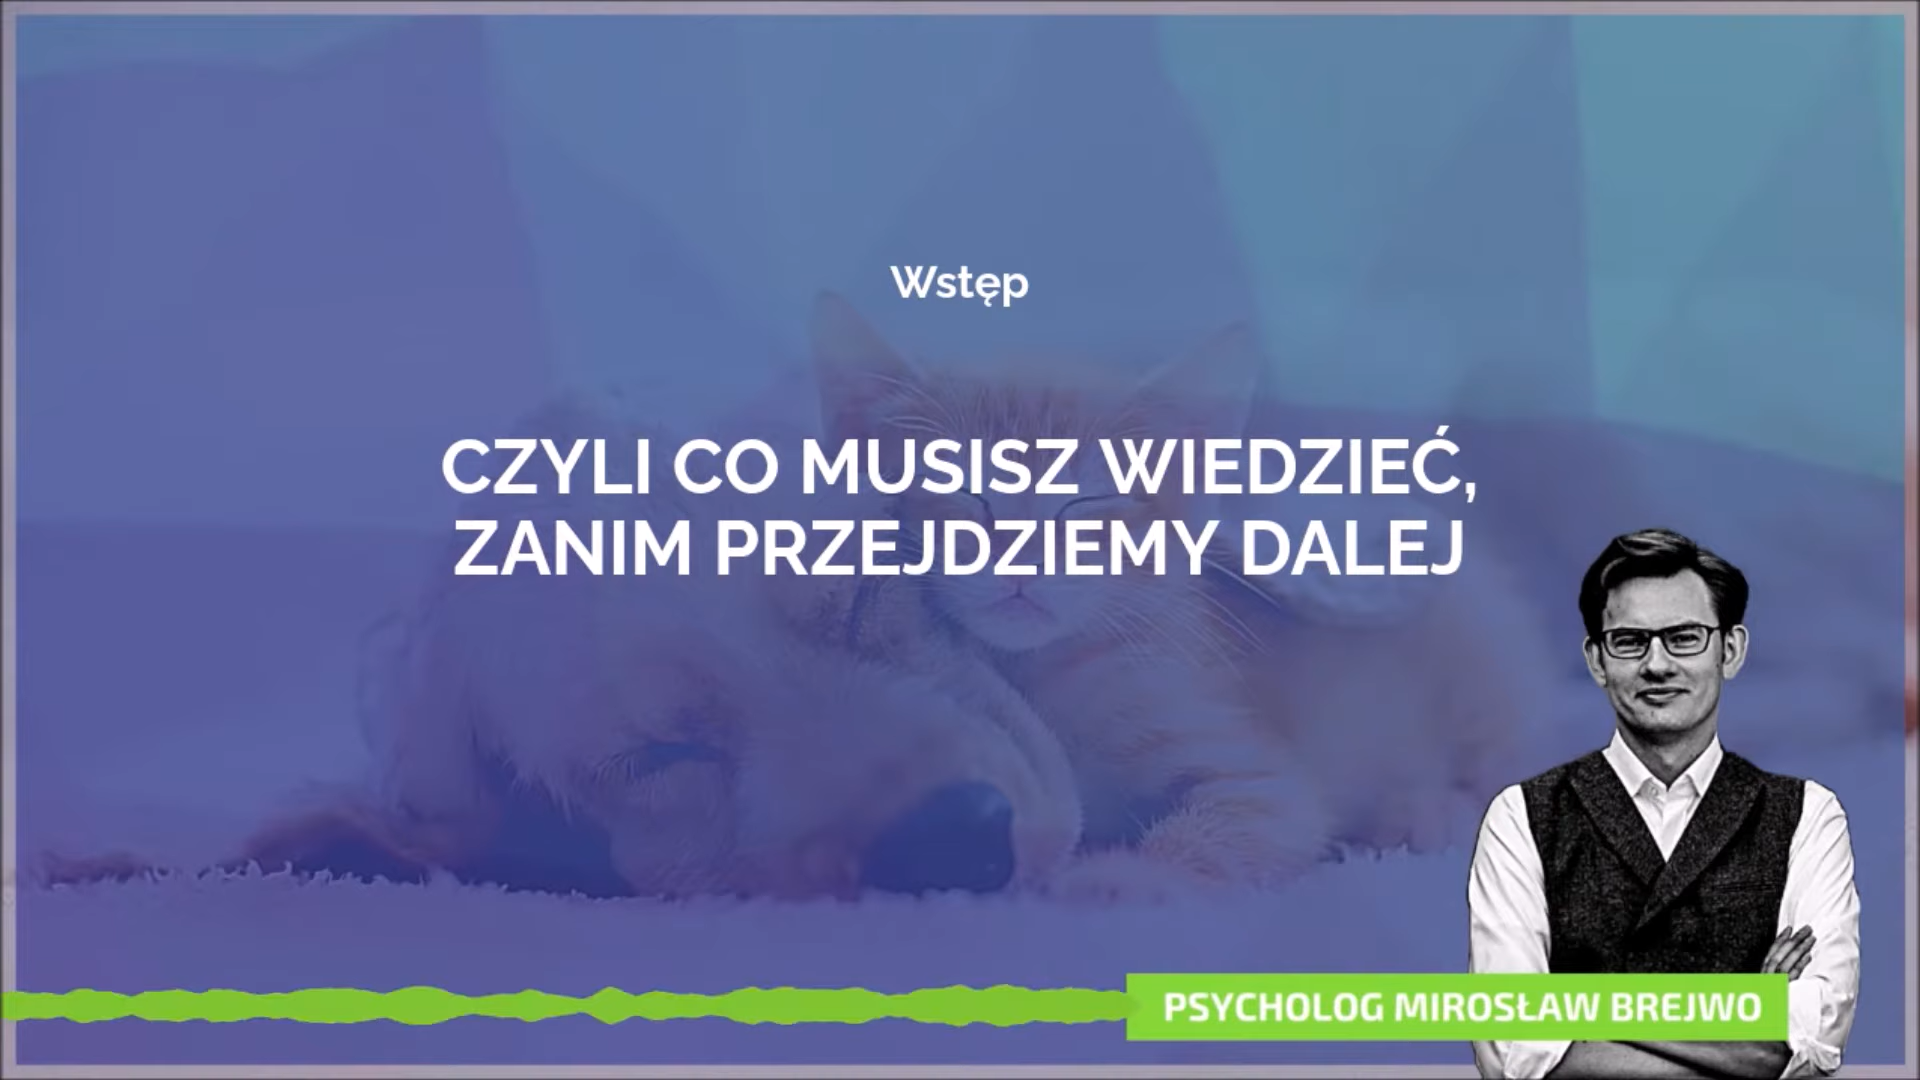 Wstęp
CZYLI CO MUSISZ WIEDZIEĆ,
ZANIM PRZEJDZIEMY DALEJ
PSYCHOLOG MIROSŁAW BREJWO